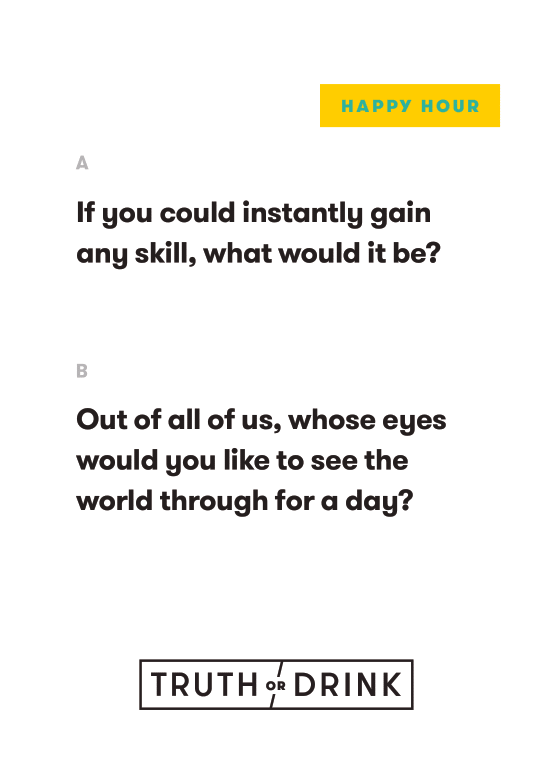 HAPPY HOUR
A
If you could instantly gain
any skill, what would it be?
B
Out of all of us, whose eyes
would you like to see the
world through for a day?
TRUTH OR DRINK